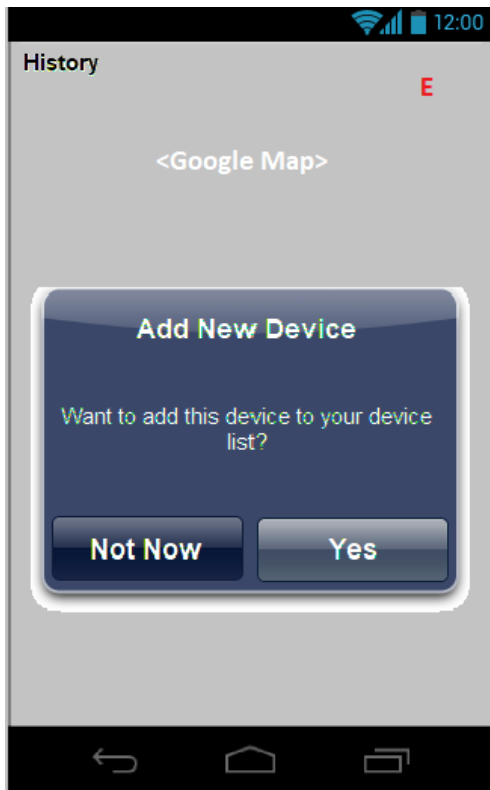 12:00
History
E
<Google Map>
Add New Device
Want to add this device to your device
list?
Not Now
Yes